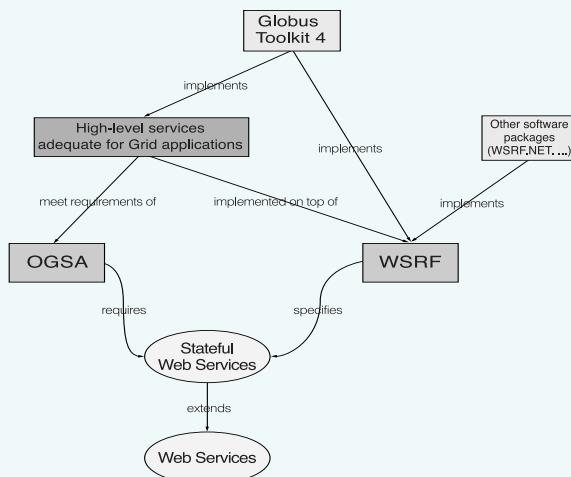 Globus
Toolkit 4
implements
High-level services
adequate for Grid applications
implements
Other software
packages
(WSRF.NET. ...)
meet requirements of
implemented on top of
implements
OGSA
WSRF
requires
specifies
Stateful
Web Services
extends
Web Services